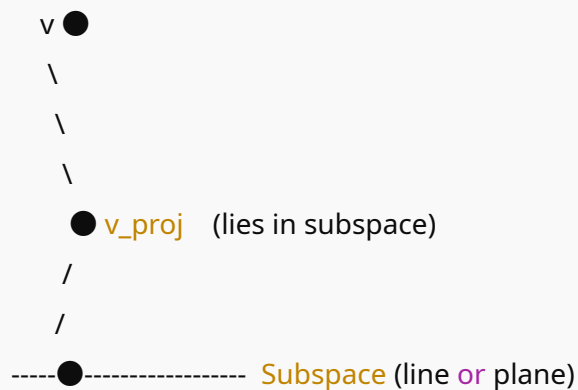 v ●
\
\
\
● v_proj (lies in subspace)
/
/
-----●----------------- Subspace (line or plane)